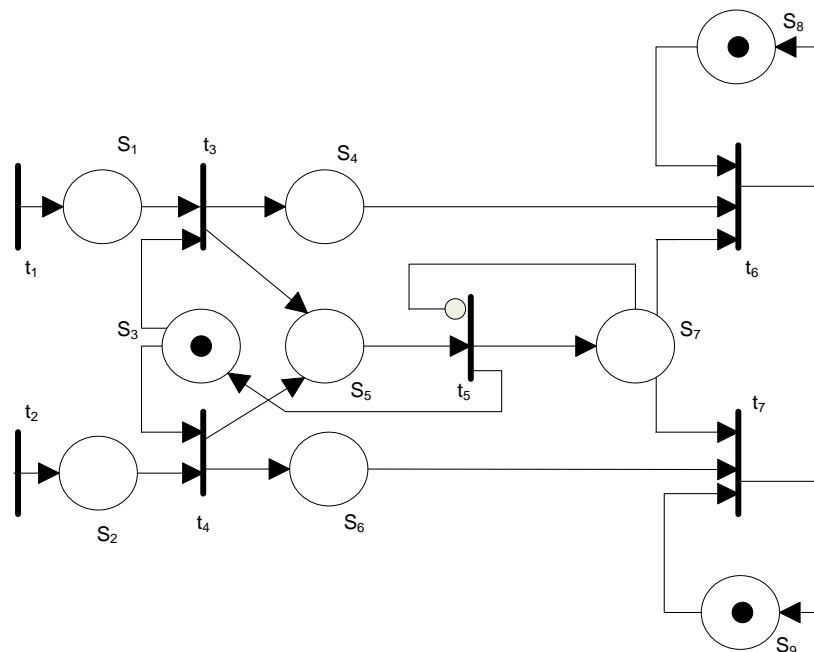 S₈
S₁
t₃
S₄
t₁
t₆
S₃
S₇
t₂
S₅
t₅
t₇
S₂
t₄
S₆
S₉